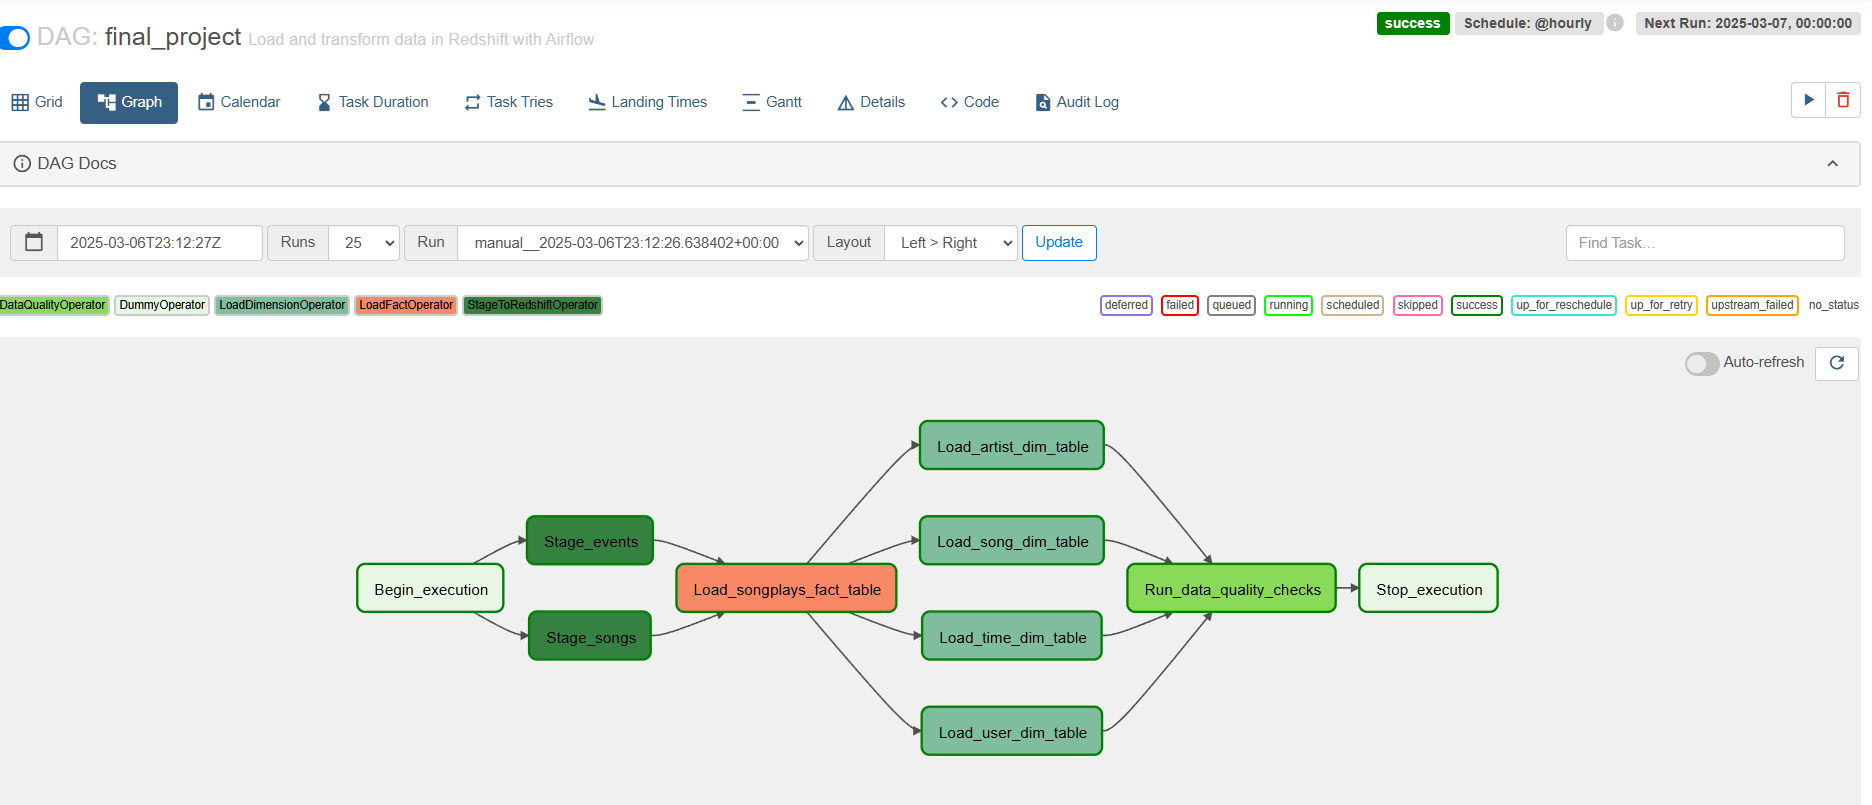 DAG: final_project Load and transform data in Redshift with Airflow
success Schedule: @hourly Next Run: 2025-03-07, 00:00:00
Grid Graph Calendar Task Duration Task Tries Landing Times Gantt Details Code Audit Log
DAG Docs
2025-03-06T23:12:27Z Runs 25 Run manual__2025-03-06T23:12:26.638402+00:00 Layout Left > Right Update Find Task...
DataQualityOperator DummyOperator LoadDimensionOperator LoadFactOperator StageToRedshiftOperator
deferred failed queued running scheduled skipped success up_for_reschedule up_for_retry upstream_failed no_status
Auto-refresh
Begin_execution
Stage_events
Stage_songs
Load_songplays_fact_table
Load_artist_dim_table
Load_song_dim_table
Load_time_dim_table
Load_user_dim_table
Run_data_quality_checks
Stop_execution